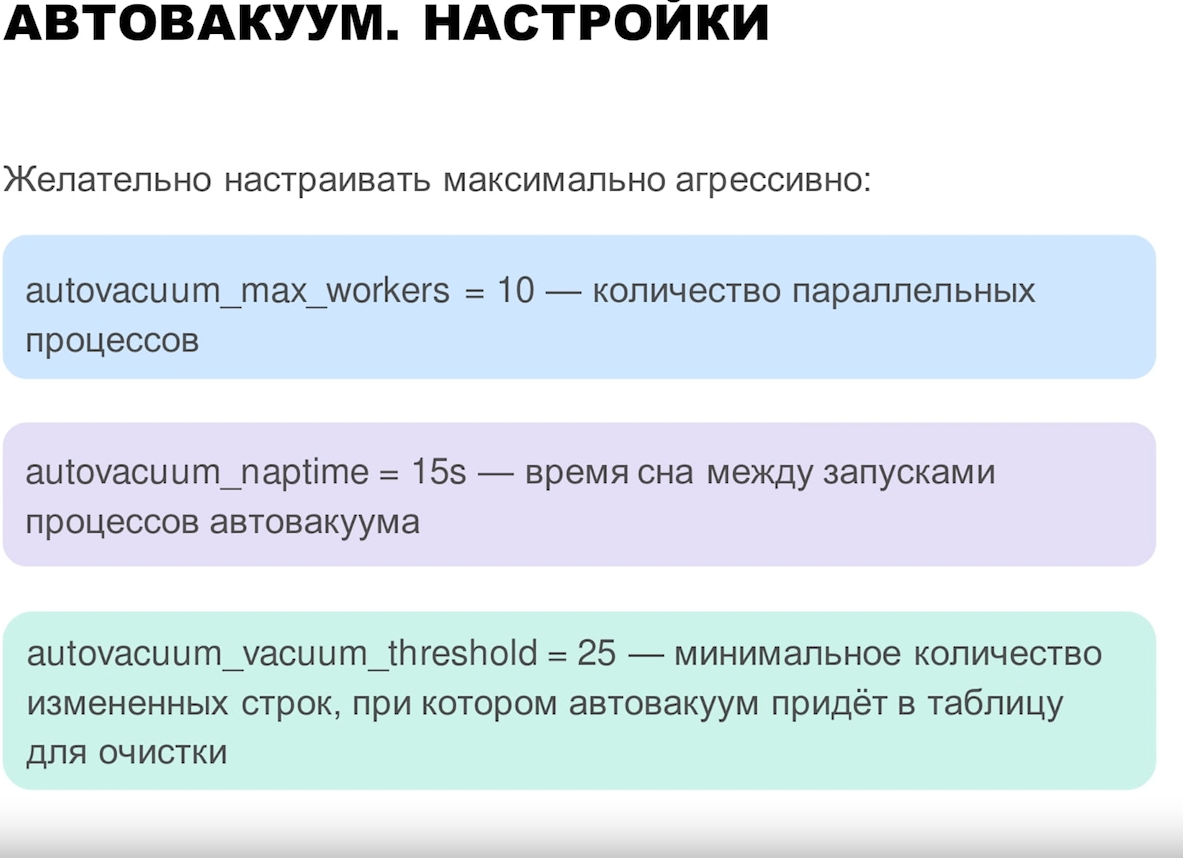 АВТОВАКУУМ. НАСТРОЙКИ
Желательно настраивать максимально агрессивно:
autovacuum_max_workers = 10 — количество параллельных
процессов
autovacuum_naptime = 15s — время сна между запусками
процессов автовакуума
autovacuum_vacuum_threshold = 25 — минимальное количество
измененных строк, при котором автовакуум придёт в таблицу
для очистки